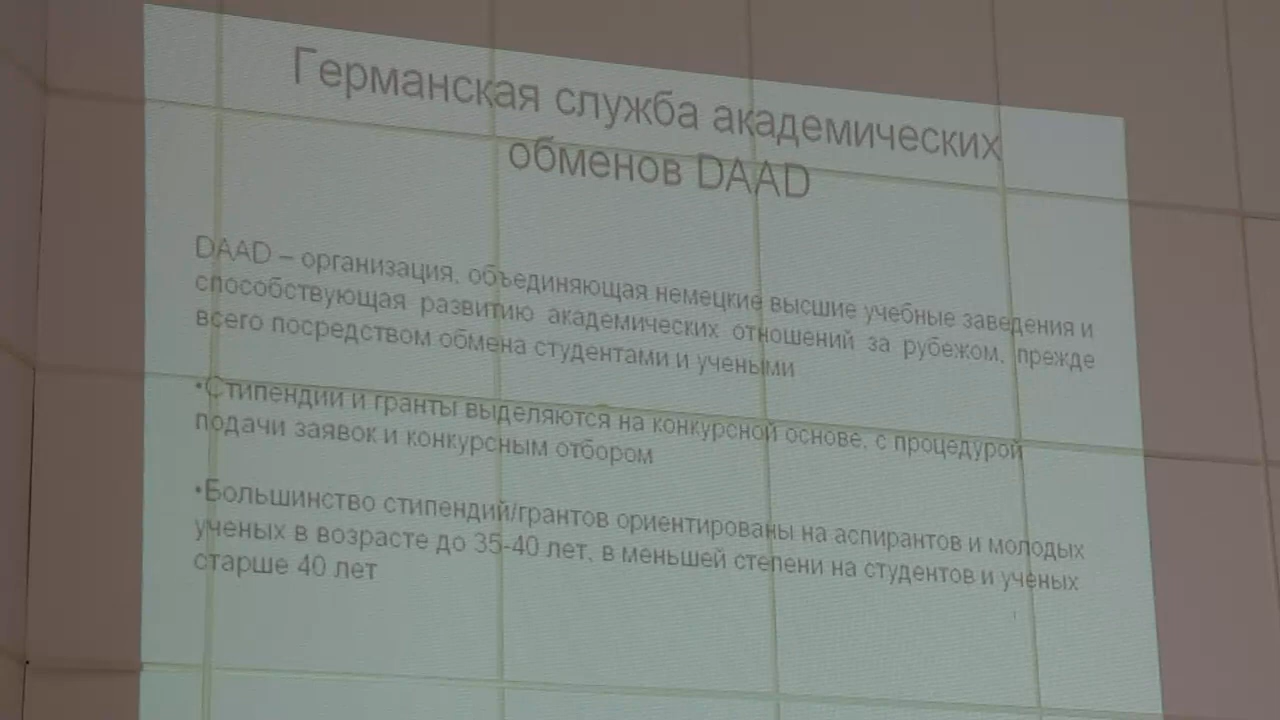 Германская служба академических
обменов DAAD
DAAD – организация, объединяющая немецкие высшие учебные заведения и
способствующая развитию академических отношений за рубежом, прежде
всего посредством обмена студентами и учеными
•Стипендии и гранты выделяются на конкурсной основе, с процедурой
подачи заявок и конкурсным отбором
•Большинство стипендий/грантов ориентированы на аспирантов и молодых
ученых в возрасте до 35-40 лет, в меньшей степени на студентов и ученых
старше 40 лет